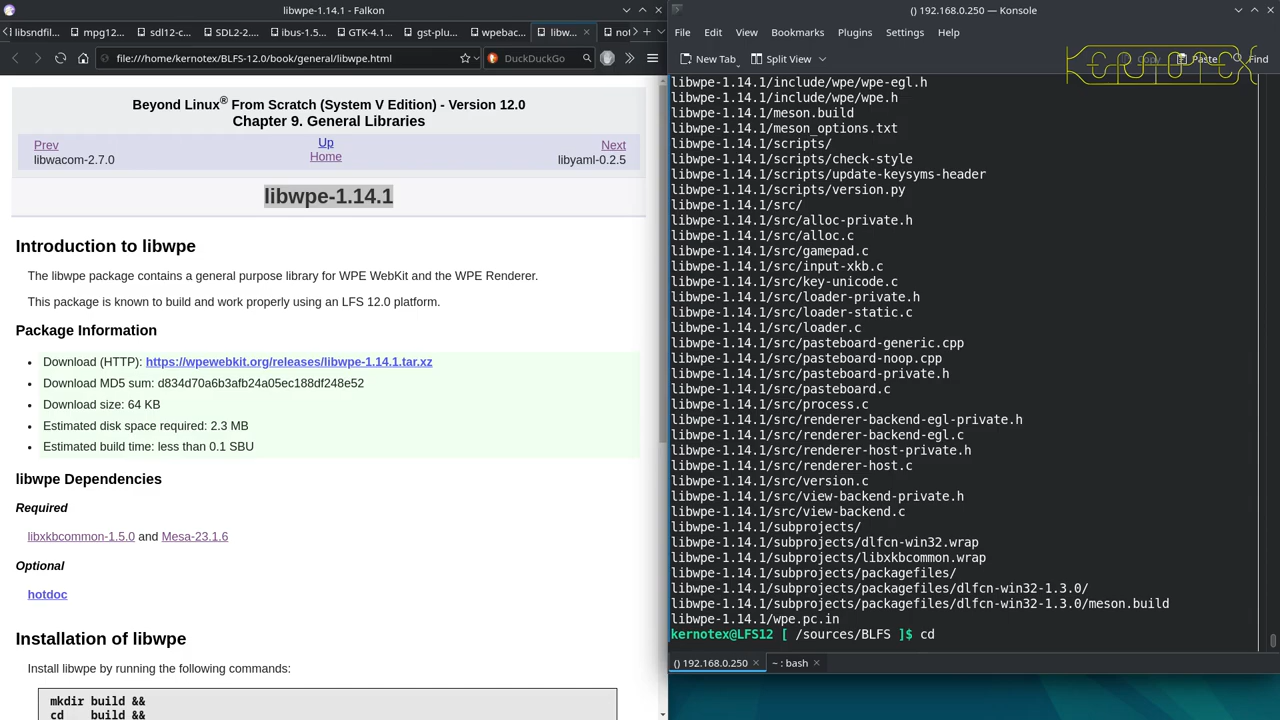 libwpe-1.14.1 - Falkon
libsndfil...
mpg12...
sdl12-c...
SDL2-2...
ibus-1.5...
GTK-4.1...
gst-plu...
wpebac...
libw...
not
file:///home/kernotex/BLFS-12.0/book/general/libwpe.html
DuckDuckGo
Beyond Linux® From Scratch (System V Edition) - Version 12.0
Chapter 9. General Libraries
Prev
Up
Next
libwacom-2.7.0
Home
libyaml-0.2.5
libwpe-1.14.1
Introduction to libwpe
The libwpe package contains a general purpose library for WPE WebKit and the WPE Renderer.
This package is known to build and work properly using an LFS 12.0 platform.
Package Information
• Download (HTTP): https://wpewebkit.org/releases/libwpe-1.14.1.tar.xz
• Download MD5 sum: d834d70a6b3afb24a05ec188df248e52
• Download size: 64 KB
• Estimated disk space required: 2.3 MB
• Estimated build time: less than 0.1 SBU
libwpe Dependencies
Required
libxkbcommon-1.5.0 and Mesa-23.1.6
Optional
hotdoc
Installation of libwpe
Install libwpe by running the following commands:
mkdir build &&
cd    build &&
() 192.168.0.250 — Konsole
File Edit View Bookmarks Plugins Settings Help
New Tab
Split View
Copy
Paste
Find
KERNOTEX
libwpe-1.14.1/include/wpe/wpe-egl.h
libwpe-1.14.1/include/wpe/wpe.h
libwpe-1.14.1/meson.build
libwpe-1.14.1/meson_options.txt
libwpe-1.14.1/scripts/
libwpe-1.14.1/scripts/check-style
libwpe-1.14.1/scripts/update-keysyms-header
libwpe-1.14.1/scripts/version.py
libwpe-1.14.1/src/
libwpe-1.14.1/src/alloc-private.h
libwpe-1.14.1/src/alloc.c
libwpe-1.14.1/src/gamepad.c
libwpe-1.14.1/src/input-xkb.c
libwpe-1.14.1/src/key-unicode.c
libwpe-1.14.1/src/loader-private.h
libwpe-1.14.1/src/loader-static.c
libwpe-1.14.1/src/loader.c
libwpe-1.14.1/src/pasteboard-generic.cpp
libwpe-1.14.1/src/pasteboard-noop.cpp
libwpe-1.14.1/src/pasteboard-private.h
libwpe-1.14.1/src/pasteboard.c
libwpe-1.14.1/src/process.c
libwpe-1.14.1/src/renderer-backend-egl-private.h
libwpe-1.14.1/src/renderer-backend-egl.c
libwpe-1.14.1/src/renderer-host-private.h
libwpe-1.14.1/src/renderer-host.c
libwpe-1.14.1/src/version.c
libwpe-1.14.1/src/view-backend-private.h
libwpe-1.14.1/src/view-backend.c
libwpe-1.14.1/subprojects/
libwpe-1.14.1/subprojects/dlfcn-win32.wrap
libwpe-1.14.1/subprojects/libxkbcommon.wrap
libwpe-1.14.1/subprojects/packagefiles/
libwpe-1.14.1/subprojects/packagefiles/dlfcn-win32-1.3.0/
libwpe-1.14.1/subprojects/packagefiles/dlfcn-win32-1.3.0/meson.build
libwpe-1.14.1/wpe.pc.in
kernotex@LFS12 [ /sources/BLFS ]$ cd
() 192.168.0.250
~ : bash